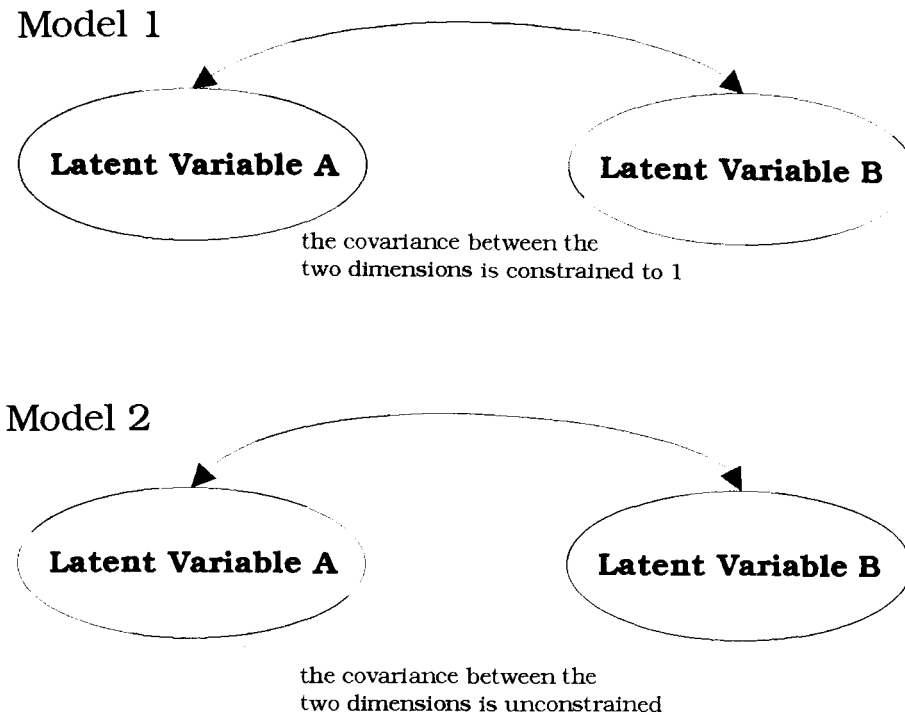 Model 1
Latent Variable A
Latent Variable B
the covariance between the
two dimensions is constrained to 1
Model 2
Latent Variable A
Latent Variable B
the covariance between the
two dimensions is unconstrained